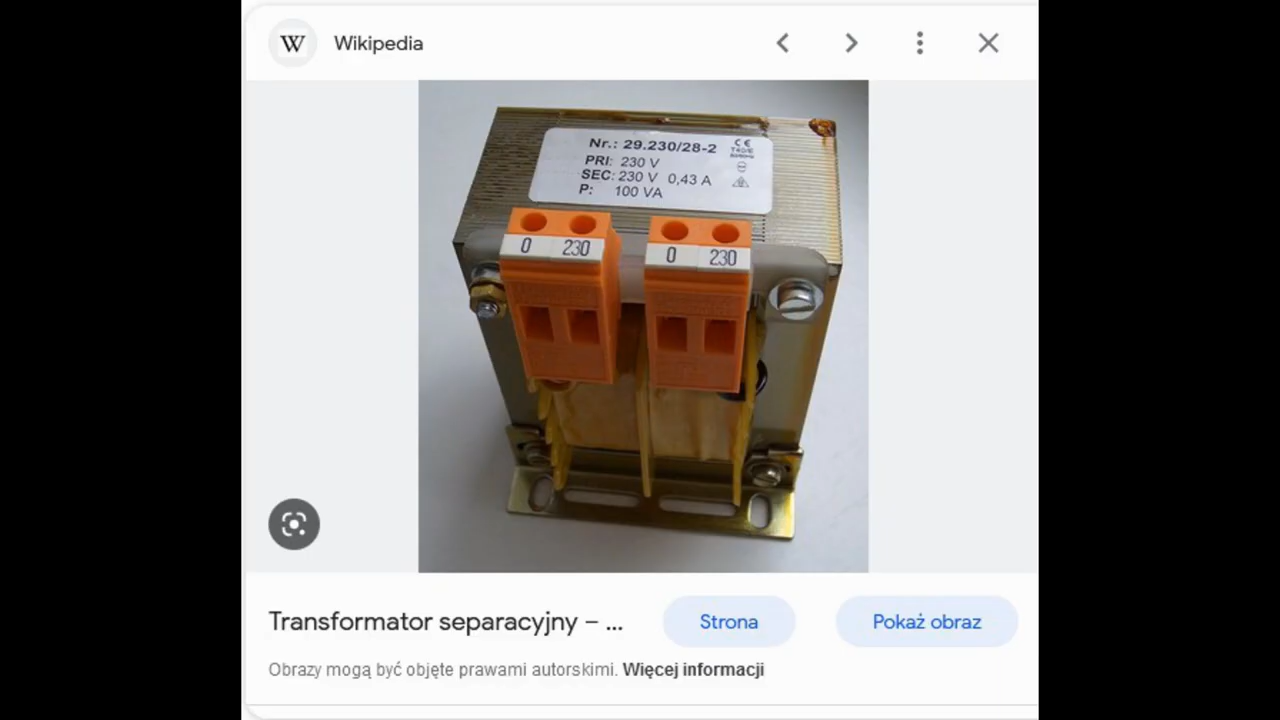 Wikipedia
Nr.: 29.230/28-2
PRI: 230 V
SEC: 230 V 0,43 A
P: 100 VA
CE
0 230
0 230
Transformator separacyjny – ...
Strona
Pokaż obraz
Obrazy mogą być objęte prawami autorskimi. Więcej informacji